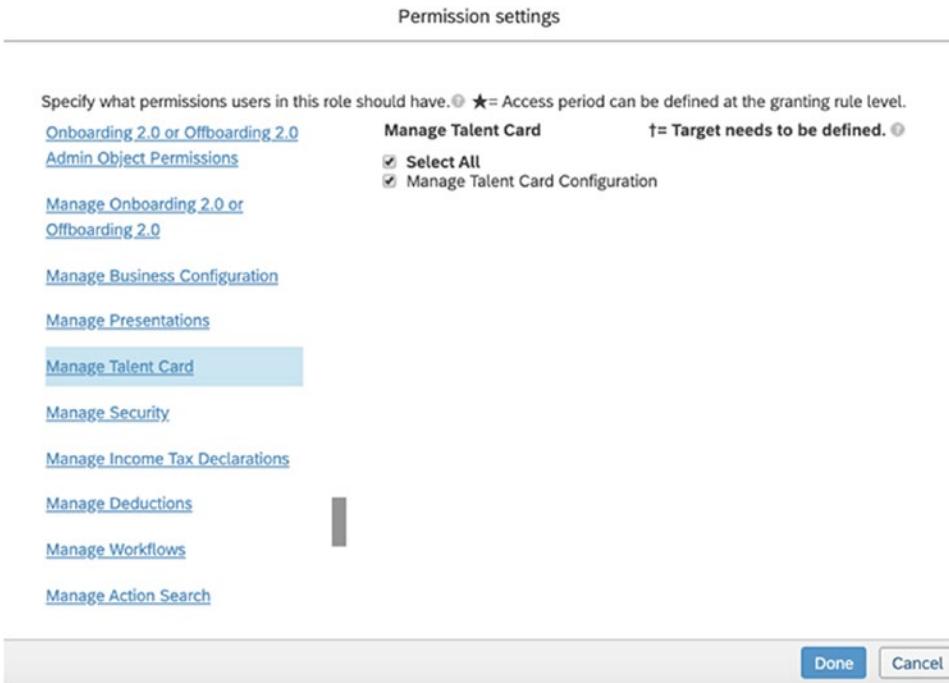 Permission settings
Specify what permissions users in this role should have. ★= Access period can be defined at the granting rule level.
Onboarding 2.0 or Offboarding 2.0
Admin Object Permissions
Manage Onboarding 2.0 or
Offboarding 2.0
Manage Business Configuration
Manage Presentations
Manage Talent Card
Manage Security
Manage Income Tax Declarations
Manage Deductions
Manage Workflows
Manage Action Search
Manage Talent Card
†= Target needs to be defined.
Select All
Manage Talent Card Configuration
Done
Cancel